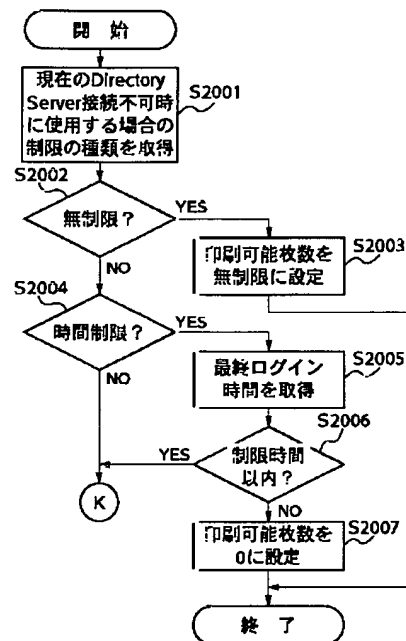 開 始
現在のDirectory
Server接続不可時
に使用する場合の
制限の種類を取得
S2001
S2002
無制限？
YES
NO
印刷可能枚数を
無制限に設定
S2003
S2004
時間制限？
YES
NO
最終ログイン
時間を取得
S2005
S2006
制限時間
以内？
YES
NO
K
印刷可能枚数を
0に設定
S2007
終 了